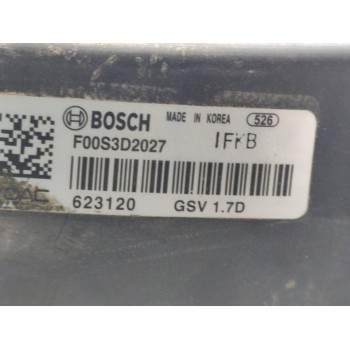 BOSCH MADE IN KOREA 526
F00S3D2027 IFKB
623120 GSV 1.7D